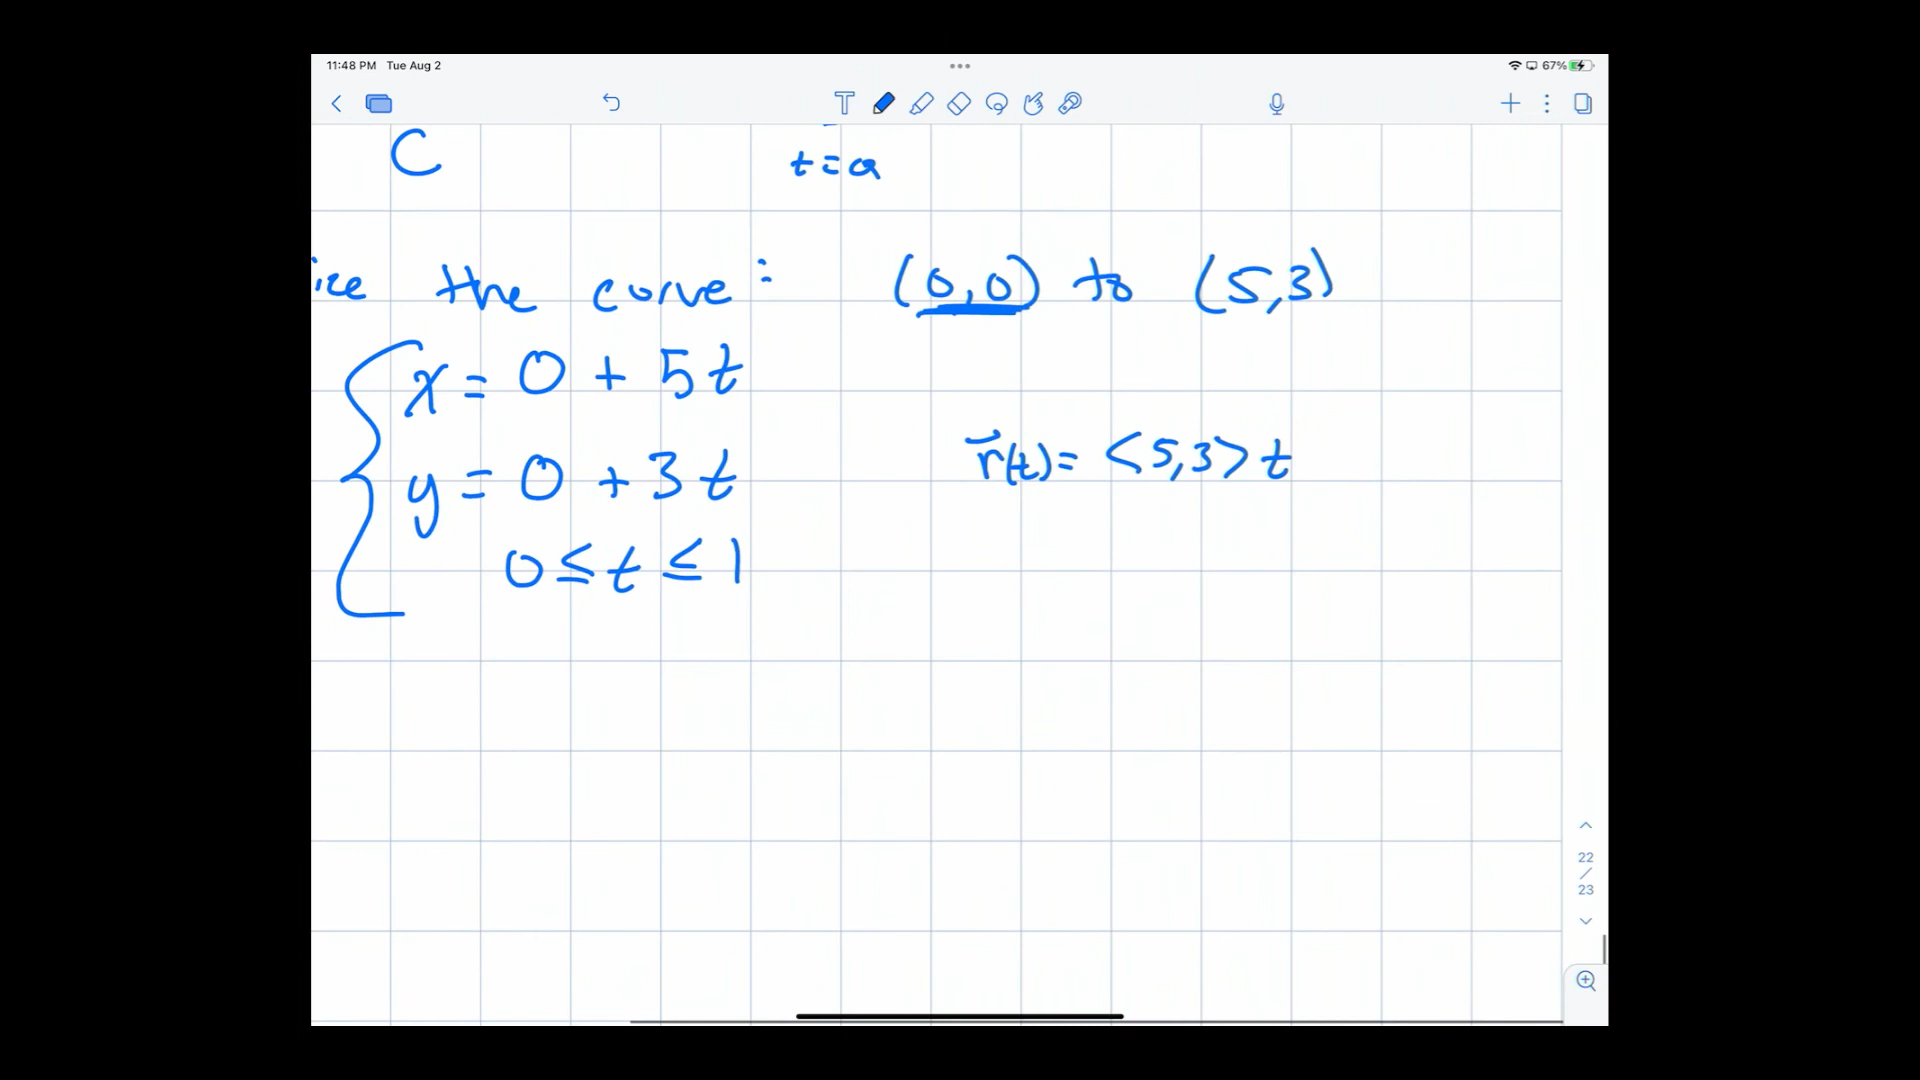 11:48 PM Tue Aug 2
67%
T
C
t=a
ize the curve: (0,0) to (5,3)
x = 0 + 5t
r⃗(t) = <5,3> t
y = 0 + 3t
0 ≤ t ≤ 1
22
/
23